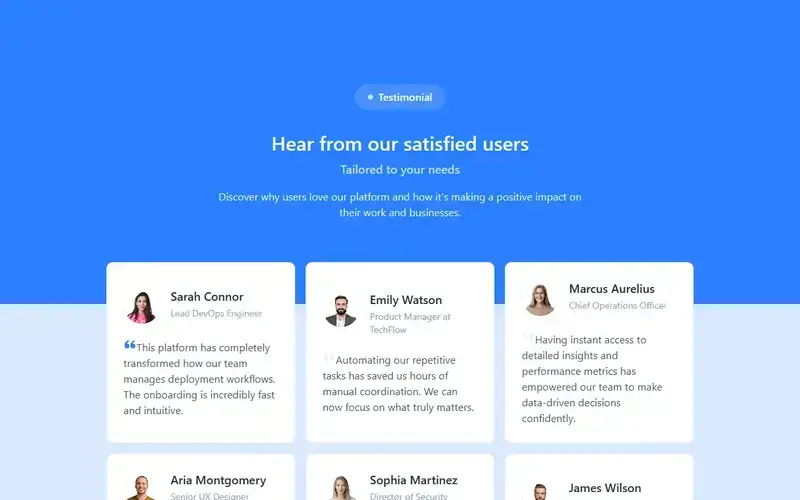 Testimonial
Hear from our satisfied users
Tailored to your needs
Discover why users love our platform and how it's making a positive impact on
their work and businesses.
Sarah Connor
Lead DevOps Engineer
❝This platform has completely
transformed how our team
manages deployment workflows.
The onboarding is incredibly fast
and intuitive.
Emily Watson
Product Manager at
TechFlow
❝Automating our repetitive
tasks has saved us hours of
manual coordination. We can
now focus on what truly matters.
Marcus Aurelius
Chief Operations Officer
❝Having instant access to
detailed insights and
performance metrics has
empowered our team to make
data-driven decisions
confidently.
Aria Montgomery
Senior UX Designer
Sophia Martinez
Director of Security
James Wilson